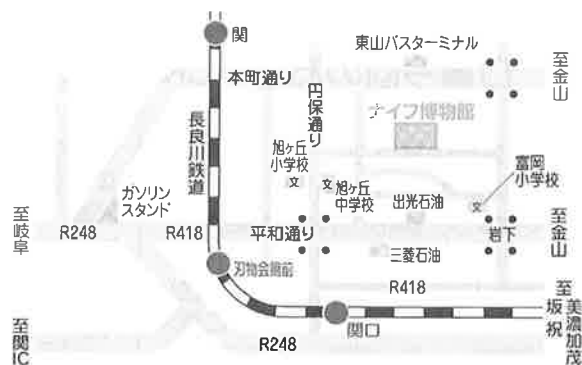 関
東山バスターミナル
至金山
本町通り
円保通り
ナイフ博物館
長良川鉄道
旭ヶ丘
小学校
文
文
旭ヶ丘
中学校
富岡
小学校
文
ガソリン
スタンド
出光石油
至岐阜
R248
R418
平和通り
岩下
至金山
三菱石油
刃物会館前
R418
至美濃加茂
坂祝
関口
至関IC
R248